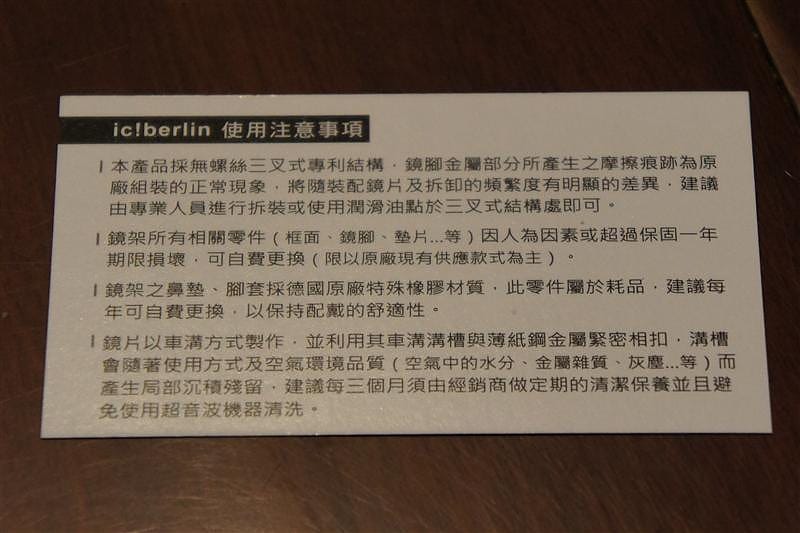 ic!berlin 使用注意事項
本產品採無螺絲三叉式專利結構，鏡腳金屬部分所產生之摩擦痕跡為原
廠組裝的正常現象，將隨裝配鏡片及拆卸的頻繁度有明顯的差異，建議
由專業人員進行拆裝或使用潤滑油點於三叉式結構處即可。
鏡架所有相關零件（框面、鏡腳、墊片...等）因人為因素或超過保固一年
期限損壞，可自費更換（限以原廠現有供應款式為主）。
鏡架之鼻墊、腳套採德國原廠特殊橡膠材質，此零件屬於耗品，建議每
年可自費更換，以保持配戴的舒適性。
鏡片以車溝方式製作，並利用其車溝溝槽與薄紙鋼金屬緊密相扣，溝槽
會隨著使用方式及空氣環境品質（空氣中的水分、金屬雜質、灰塵...等）而
產生局部沉積殘留，建議每三個月須由經銷商做定期的清潔保養並且避
免使用超音波機器清洗。